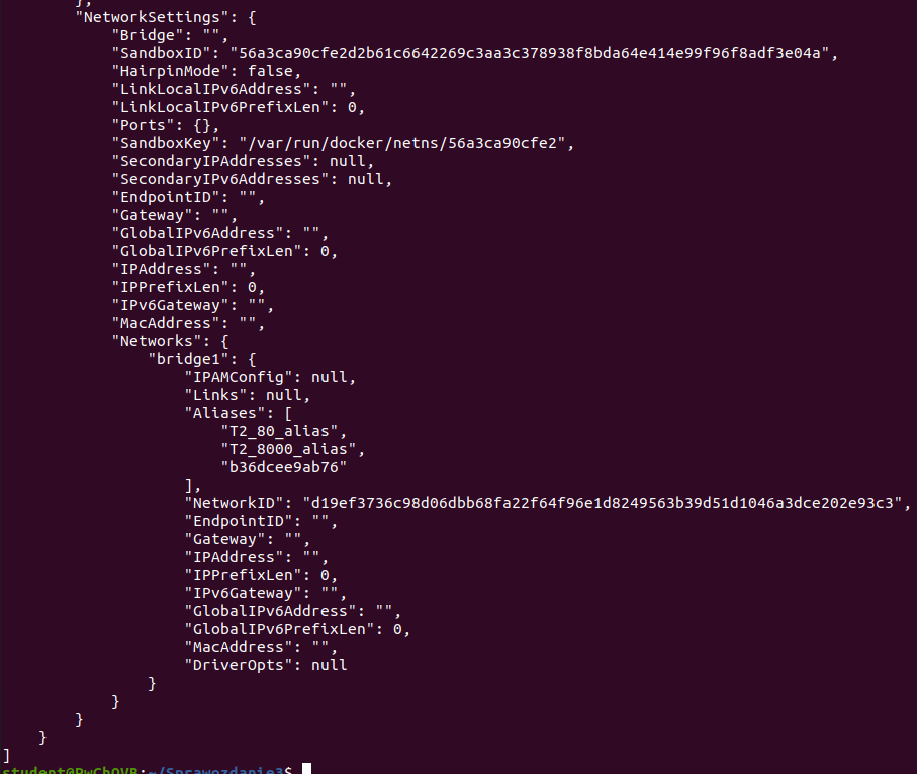 },
"NetworkSettings": {
"Bridge": "",
"SandboxID": "56a3ca90cfe2d2b61c6642269c3aa3c378938f8bda64e414e99f96f8adf3e04a",
"HairpinMode": false,
"LinkLocalIPv6Address": "",
"LinkLocalIPv6PrefixLen": 0,
"Ports": {},
"SandboxKey": "/var/run/docker/netns/56a3ca90cfe2",
"SecondaryIPAddresses": null,
"SecondaryIPv6Addresses": null,
"EndpointID": "",
"Gateway": "",
"GlobalIPv6Address": "",
"GlobalIPv6PrefixLen": 0,
"IPAddress": "",
"IPPrefixLen": 0,
"IPv6Gateway": "",
"MacAddress": "",
"Networks": {
"bridge1": {
"IPAMConfig": null,
"Links": null,
"Aliases": [
"T2_80_alias",
"T2_8000_alias",
"b36dcee9ab76"
],
"NetworkID": "d19ef3736c98d06dbb68fa22f64f96e1d8249563b39d51d1046a3dce202e93c3",
"EndpointID": "",
"Gateway": "",
"IPAddress": "",
"IPPrefixLen": 0,
"IPv6Gateway": "",
"GlobalIPv6Address": "",
"GlobalIPv6PrefixLen": 0,
"MacAddress": "",
"DriverOpts": null
}
}
}
}
]
student@PwChOVB:~/Sprawozdanie3$